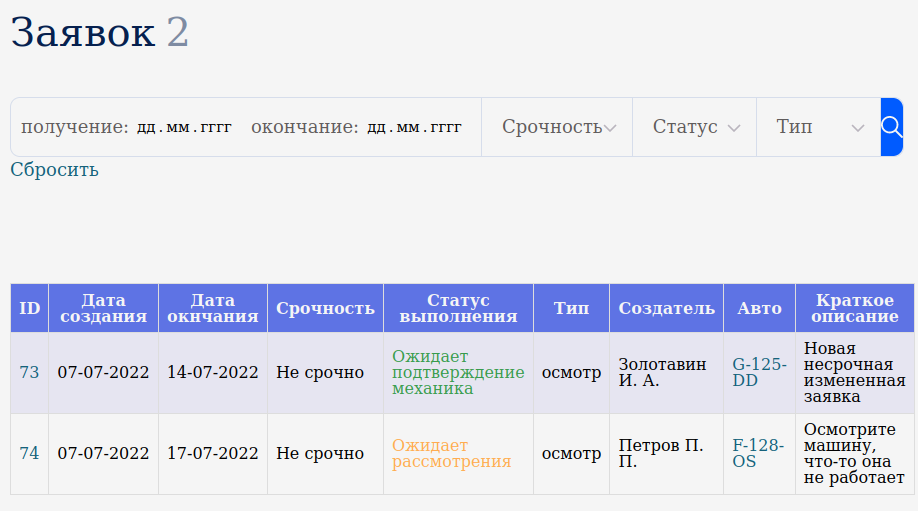 Заявок 2
получение: дд.мм.гггг окончание: дд.мм.гггг Срочность Статус Тип
Сбросить
ID Дата создания Дата окнчания Срочность Статус выполнения Тип Создатель Авто Краткое описание
73 07-07-2022 14-07-2022 Не срочно Ожидает подтверждение механика осмотр Золотавин И. А. G-125-DD Новая несрочная измененная заявка
74 07-07-2022 17-07-2022 Не срочно Ожидает рассмотрения осмотр Петров П. П. F-128-OS Осмотрите машину, что-то она не работает